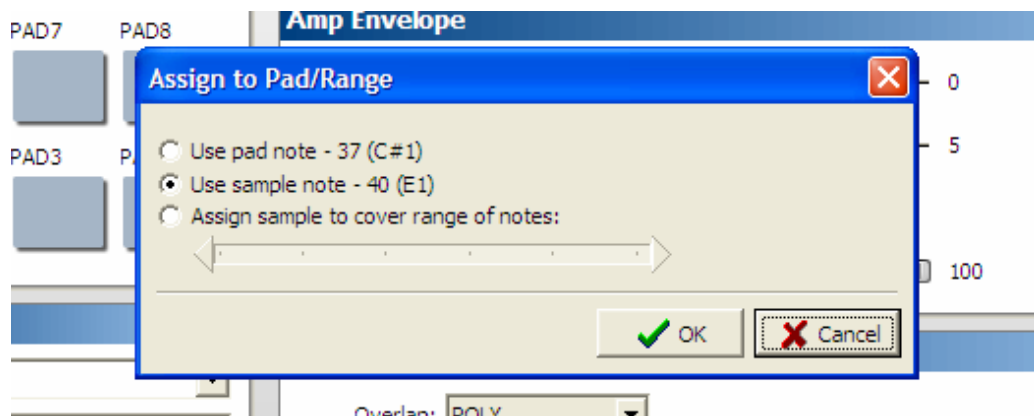 PAD7 PAD8
Amp Envelope
Assign to Pad/Range
0
Use pad note - 37 (C#1)
5
PAD3
Use sample note - 40 (E1)
Assign sample to cover range of notes:
100
OK
Cancel
Overlap: POLY